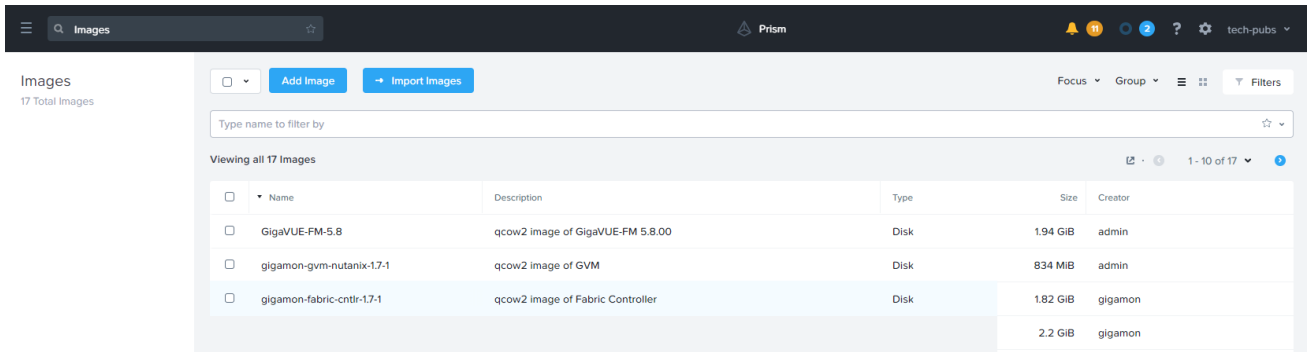 Images
Prism
11
2
?
tech-pubs
Images
17 Total Images
Add Image
→ Import Images
Focus
Group
Filters
Type name to filter by
Viewing all 17 Images
1 - 10 of 17
Name Description Type Size Creator
GigaVUE-FM-5.8 qcow2 image of GigaVUE-FM 5.8.00 Disk 1.94 GiB admin
gigamon-gvm-nutanix-1.7-1 qcow2 image of GVM Disk 834 MiB admin
gigamon-fabric-cntlr-1.7-1 qcow2 image of Fabric Controller Disk 1.82 GiB gigamon
2.2 GiB gigamon